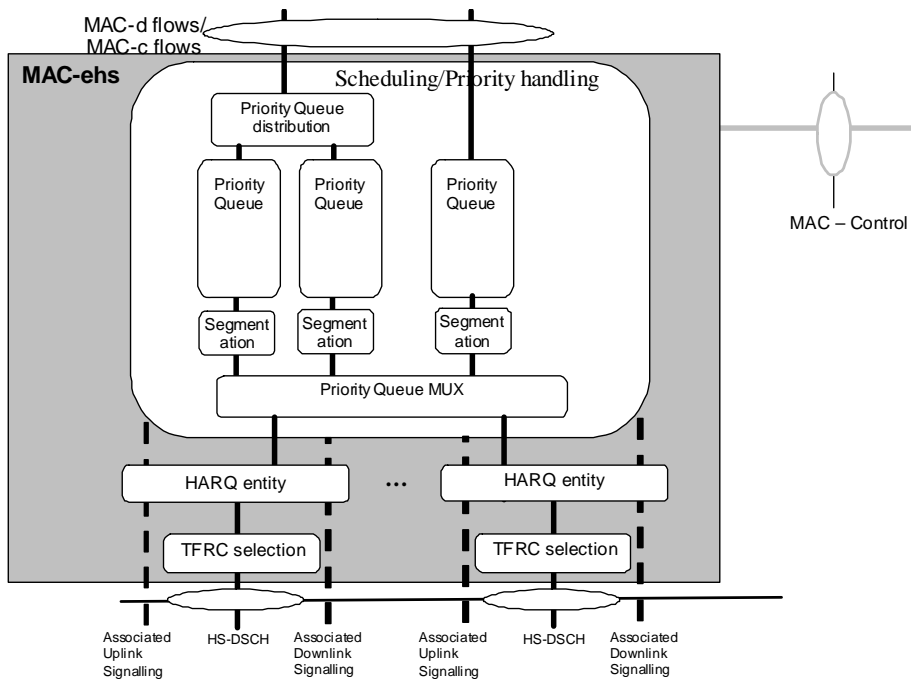 MAC-d flows/
MAC-c flows
MAC-ehs
Scheduling/Priority handling
Priority Queue
distribution
Priority
Queue
Priority
Queue
Priority
Queue
MAC – Control
Segment
ation
Segment
ation
Segment
ation
Priority Queue MUX
HARQ entity
...
HARQ entity
TFRC selection
TFRC selection
Associated
Uplink
Signalling
HS-DSCH
Associated
Downlink
Signalling
Associated
Uplink
Signalling
HS-DSCH
Associated
Downlink
Signalling